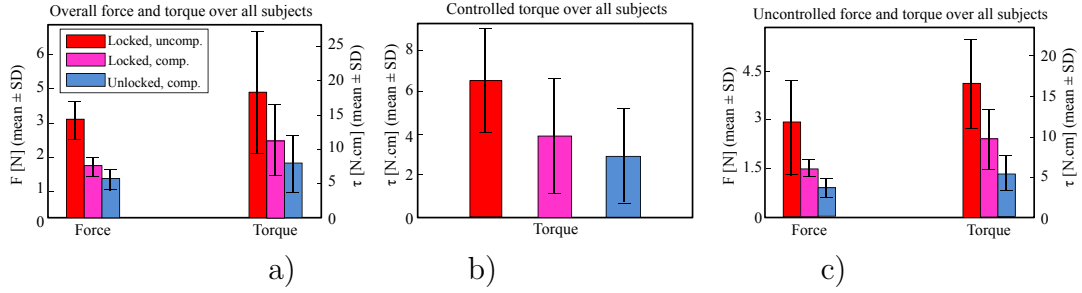 Overall force and torque over all subjects
F [N] (mean ± SD)
6
5
3
2
1
0
Locked, uncomp.
Locked, comp.
Unlocked, comp.
25
20
15
10
5
0
τ [N.cm] (mean ± SD)
Force
Torque
a)
Controlled torque over all subjects
τ [N.cm] (mean ± SD)
8
6
4
2
0
Torque
b)
Uncontrolled force and torque over all subjects
F [N] (mean ± SD)
4.5
3
1.5
0
20
15
10
5
0
τ [N.cm] (mean ± SD)
Force
Torque
c)